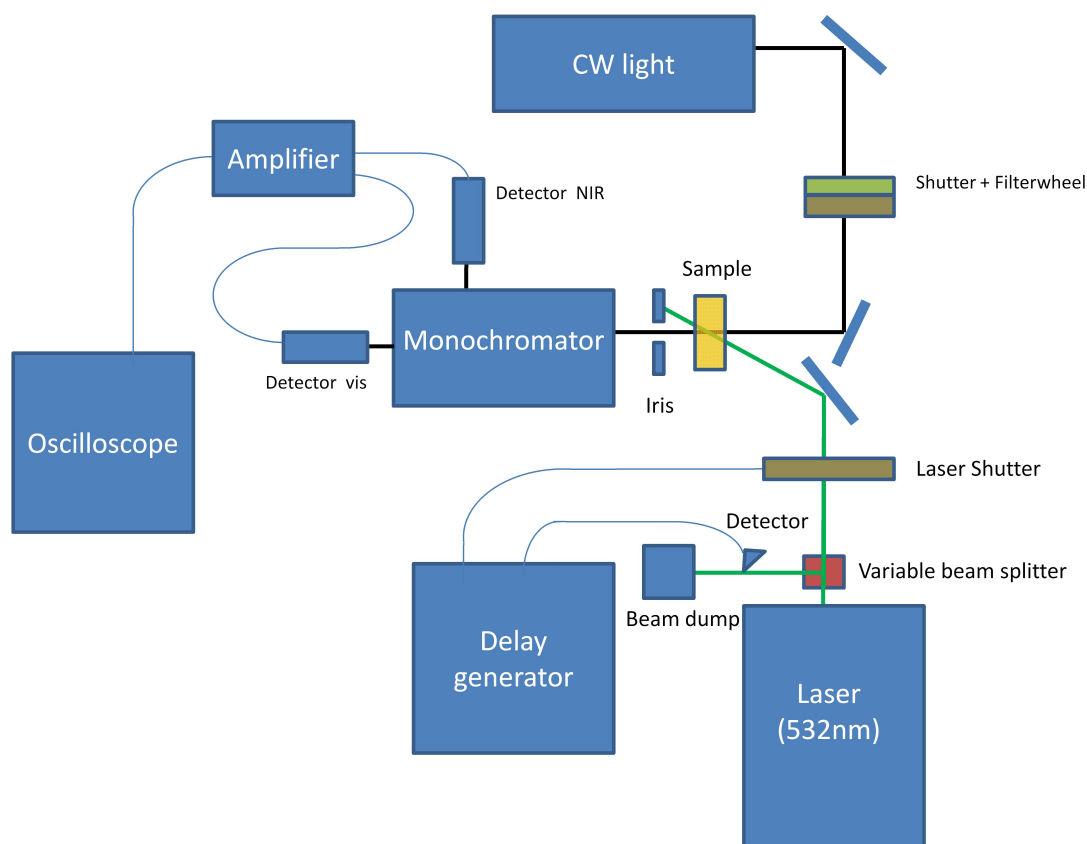 CW light
Amplifier
Detector NIR
Shutter + Filterwheel
Sample
Monochromator
Detector vis
Iris
Oscilloscope
Laser Shutter
Detector
Variable beam splitter
Beam dump
Delay
generator
Laser
(532nm)